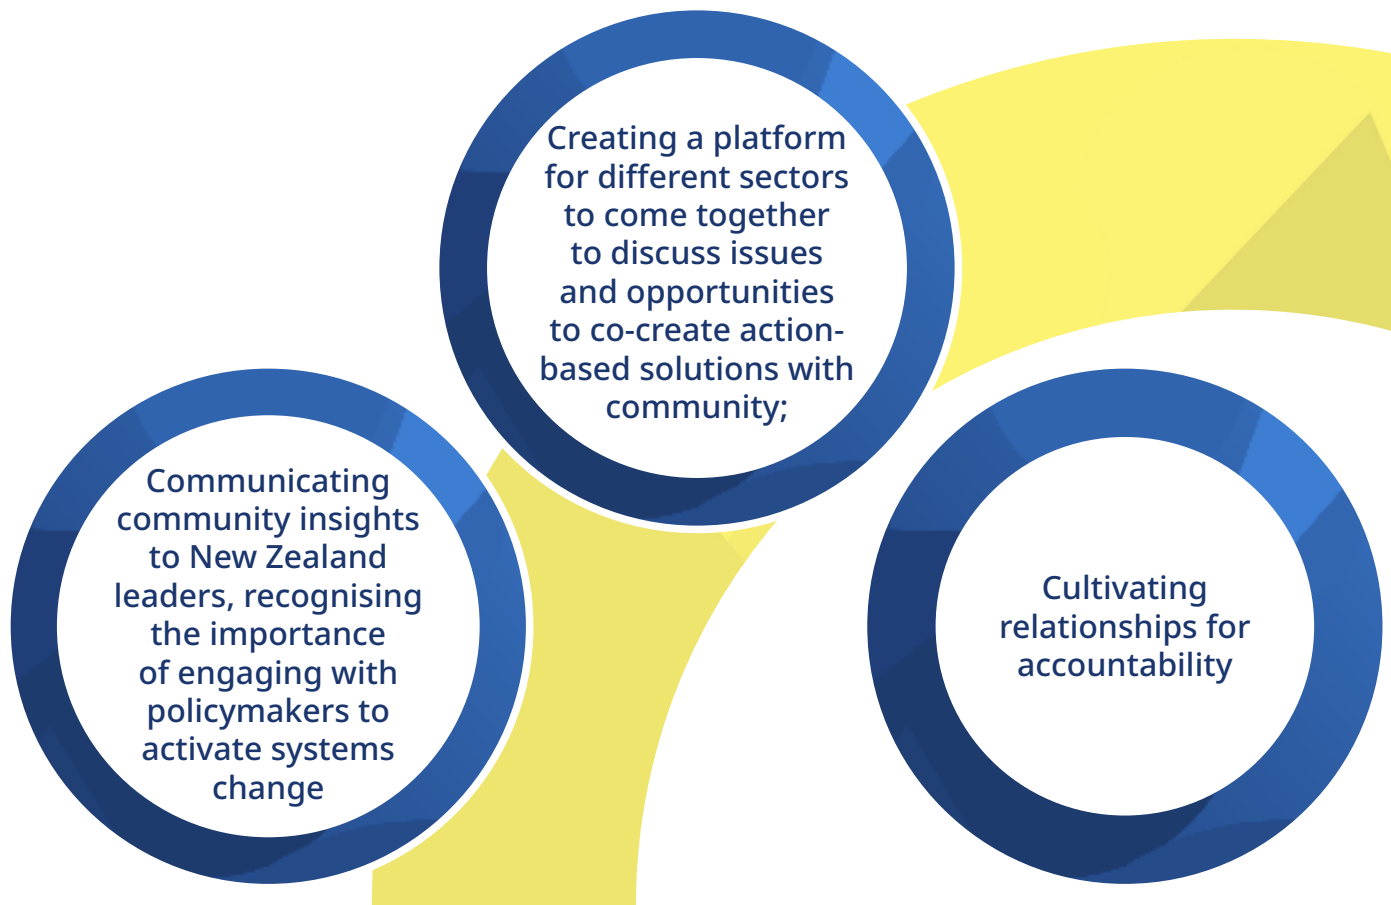 Creating a platform
for different sectors
to come together
to discuss issues
and opportunities
to co-create action-
based solutions with
community;
Communicating
community insights
to New Zealand
leaders, recognising
the importance
of engaging with
policymakers to
activate systems
change
Cultivating
relationships for
accountability